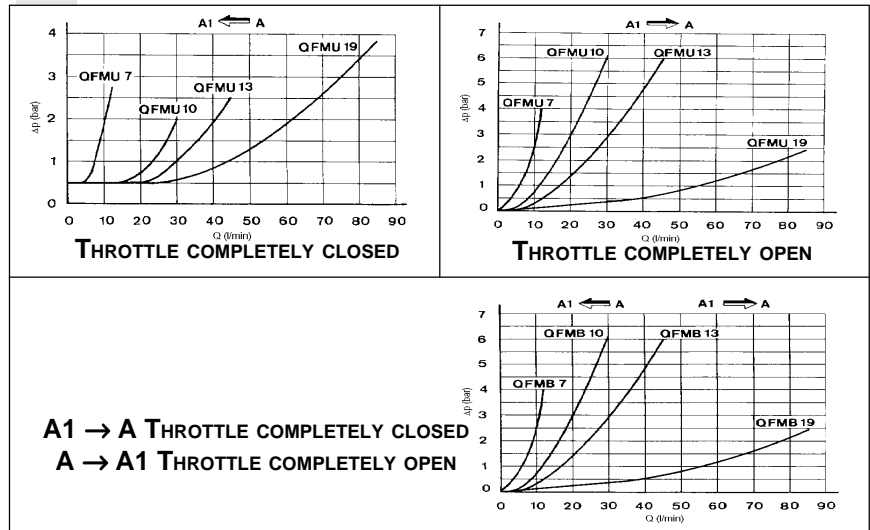 A1 ⇐ A
4
3
2
1
0
Δp (bar)
QFMU 7
QFMU 10
QFMU 13
QFMU 19
0 10 20 30 40 50 60 70 80 90
Q (l/min)
THROTTLE COMPLETELY CLOSED
A1 ⇒ A
7
6
5
4
3
2
1
0
Δp (bar)
QFMU 10
QFMU 13
QFMU 7
QFMU 19
0 10 20 30 40 50 60 70 80 90
Q (l/min)
THROTTLE COMPLETELY OPEN
A1 → A THROTTLE COMPLETELY CLOSED
A → A1 THROTTLE COMPLETELY OPEN
A1 ⇐ A A1 ⇒ A
7
6
5
4
3
2
1
0
Δp (bar)
QFMB 10
QFMB 13
QFMB 7
QFMB 19
0 10 20 30 40 50 60 70 80 90
Q (l/min)